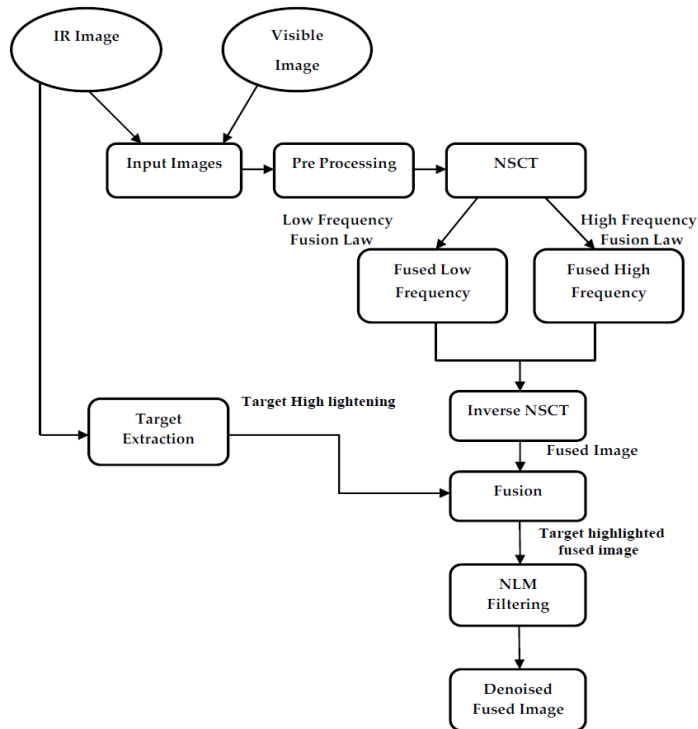 IR Image
Visible
Image
Input Images
Pre Processing
NSCT
Low Frequency
Fusion Law
High Frequency
Fusion Law
Fused Low
Frequency
Fused High
Frequency
Target High lightening
Inverse NSCT
Target
Extraction
Fused Image
Fusion
Target highlighted
fused image
NLM
Filtering
Denoised
Fused Image